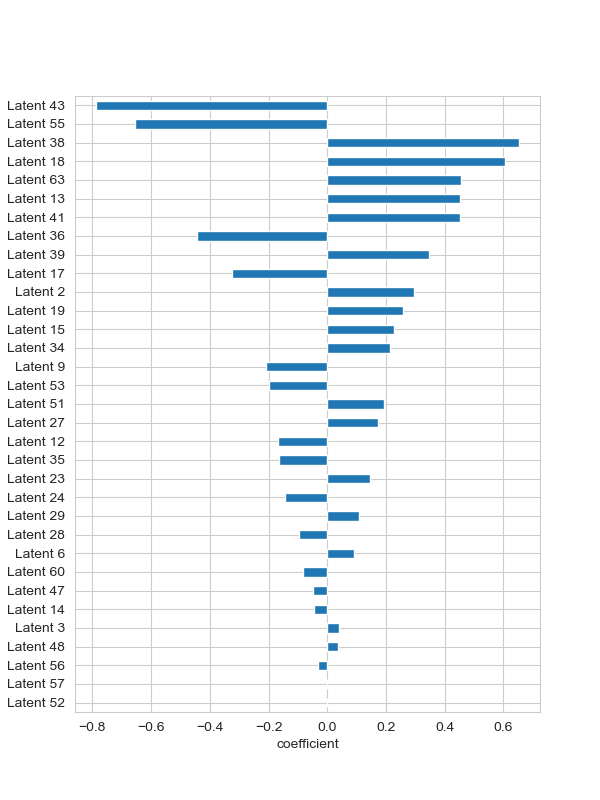 Latent 43
Latent 55
Latent 38
Latent 18
Latent 63
Latent 13
Latent 41
Latent 36
Latent 39
Latent 17
Latent 2
Latent 19
Latent 15
Latent 34
Latent 9
Latent 53
Latent 51
Latent 27
Latent 12
Latent 35
Latent 23
Latent 24
Latent 29
Latent 28
Latent 6
Latent 60
Latent 47
Latent 14
Latent 3
Latent 48
Latent 56
Latent 57
Latent 52
−0.8 −0.6 −0.4 −0.2 0.0 0.2 0.4 0.6
coefficient